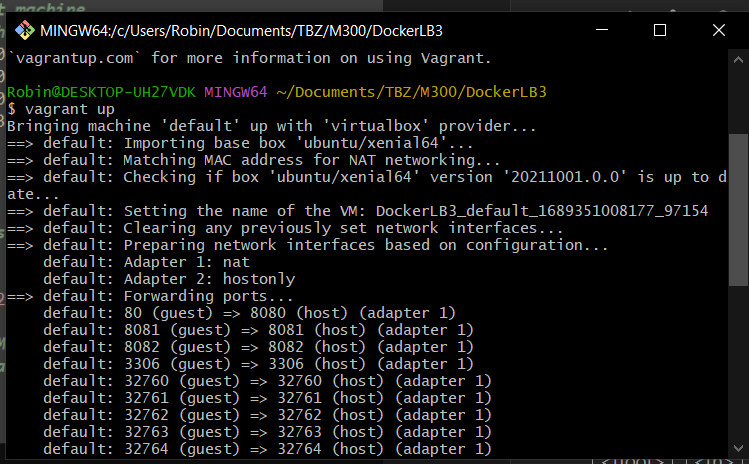 MINGW64:/c/Users/Robin/Documents/TBZ/M300/DockerLB3
`vagrantup.com` for more information on using Vagrant.
Robin@DESKTOP-UH27VDK MINGW64 ~/Documents/TBZ/M300/DockerLB3
$ vagrant up
Bringing machine 'default' up with 'virtualbox' provider...
==> default: Importing base box 'ubuntu/xenial64'...
==> default: Matching MAC address for NAT networking...
==> default: Checking if box 'ubuntu/xenial64' version '20211001.0.0' is up to d
ate...
==> default: Setting the name of the VM: DockerLB3_default_1689351008177_97154
==> default: Clearing any previously set network interfaces...
==> default: Preparing network interfaces based on configuration...
default: Adapter 1: nat
default: Adapter 2: hostonly
==> default: Forwarding ports...
default: 80 (guest) => 8080 (host) (adapter 1)
default: 8081 (guest) => 8081 (host) (adapter 1)
default: 8082 (guest) => 8082 (host) (adapter 1)
default: 3306 (guest) => 3306 (host) (adapter 1)
default: 32760 (guest) => 32760 (host) (adapter 1)
default: 32761 (guest) => 32761 (host) (adapter 1)
default: 32762 (guest) => 32762 (host) (adapter 1)
default: 32763 (guest) => 32763 (host) (adapter 1)
default: 32764 (guest) => 32764 (host) (adapter 1)